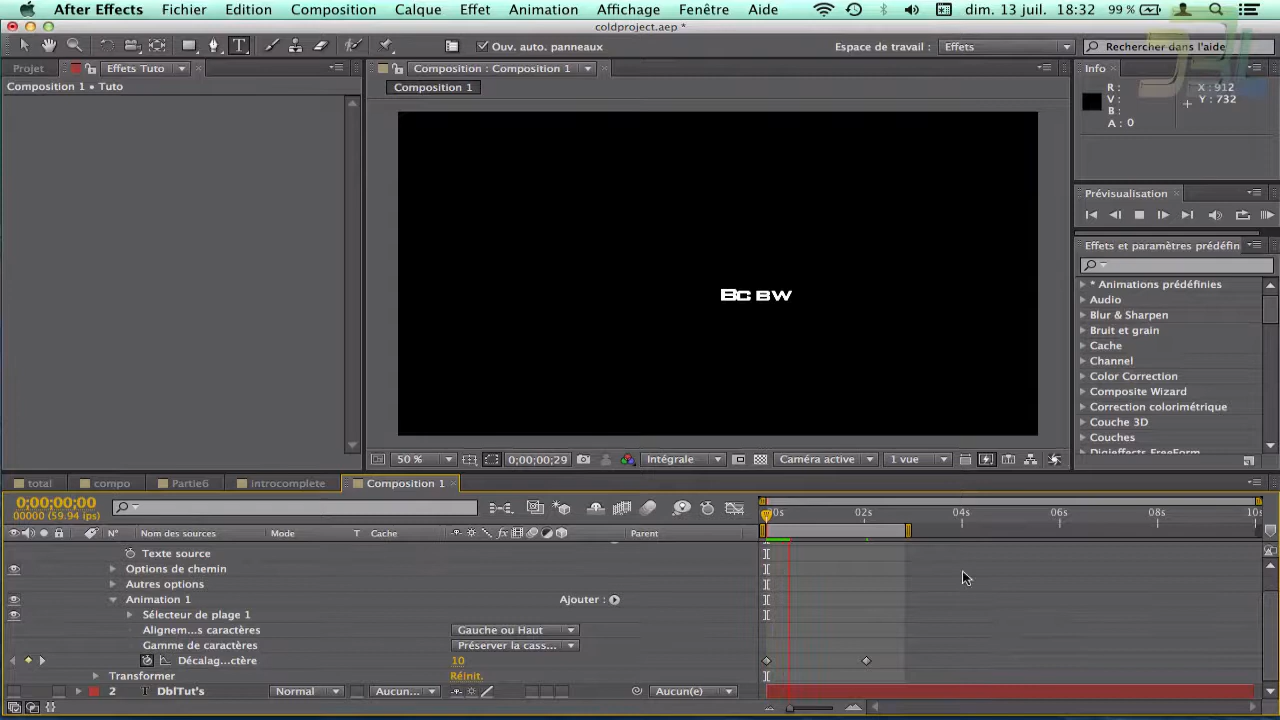 After Effects Fichier Edition Composition Calque Effet Animation Affichage Fenêtre Aide dim. 13 juil. 18:32 99 %
coldproject.aep *
T Ouv. auto. panneaux Espace de travail : Effets Rechercher dans l'aide
Projet Effets Tuto Composition : Composition 1 Info
Composition 1 • Tuto Composition 1
R : X : 912
V : Y : 732
B :
A : 0
Prévisualisation
Effets et paramètres prédéfin
* Animations prédéfinies
Audio
Blur & Sharpen
Bruit et grain
Cache
Channel
Color Correction
Composite Wizard
Correction colorimétrique
Couche 3D
Couches
Digieffects FreeForm
BC BW
50 % 0;00;00;29 Intégrale Caméra active 1 vue
total compo Partie6 introcomplete Composition 1
0;00;00;00
00000 (59.94 ips)
0s 02s 04s 06s 08s 10s
N° Nom des sources Mode T Cache Parent
Texte source
Options de chemin
Autres options
Animation 1 Ajouter :
Sélecteur de plage 1
Alignem...s caractères Gauche ou Haut
Gamme de caractères Préserver la cass...
Décalag...ctère 10
Transformer Réinit.
2 T DblTut's Normal Aucun... Aucun(e)